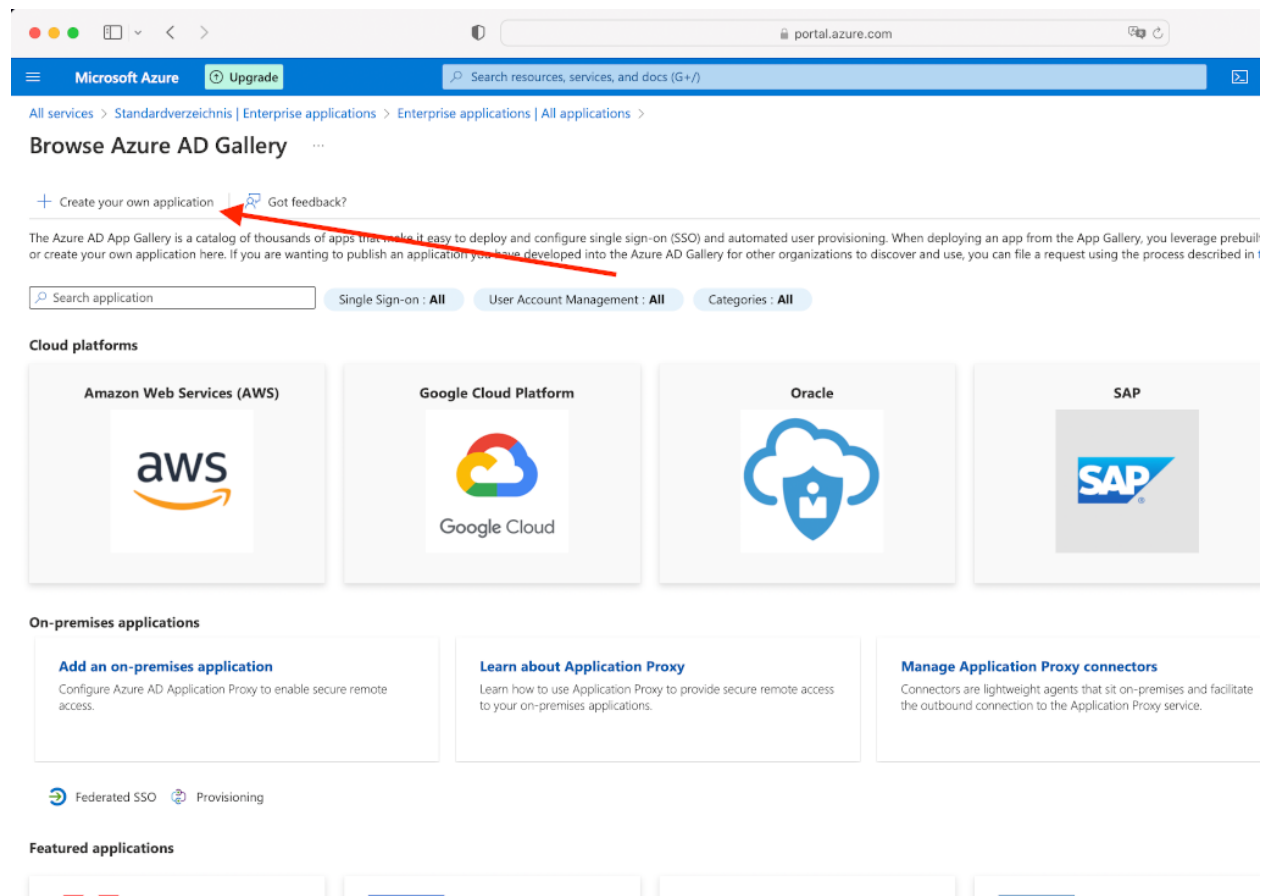 portal.azure.com
Microsoft Azure
Upgrade
Search resources, services, and docs (G+/)
All services > Standardverzeichnis | Enterprise applications > Enterprise applications | All applications >
Browse Azure AD Gallery ...
+ Create your own application
Got feedback?
The Azure AD App Gallery is a catalog of thousands of apps that make it easy to deploy and configure single sign-on (SSO) and automated user provisioning. When deploying an app from the App Gallery, you leverage prebuil
or create your own application here. If you are wanting to publish an application you have developed into the Azure AD Gallery for other organizations to discover and use, you can file a request using the process described in
Search application
Single Sign-on : All
User Account Management : All
Categories : All
Cloud platforms
Amazon Web Services (AWS)
Google Cloud Platform
Oracle
SAP
aws
Google Cloud
SAP
On-premises applications
Add an on-premises application
Configure Azure AD Application Proxy to enable secure remote
access.
Learn about Application Proxy
Learn how to use Application Proxy to provide secure remote access
to your on-premises applications.
Manage Application Proxy connectors
Connectors are lightweight agents that sit on-premises and facilitate
the outbound connection to the Application Proxy service.
Federated SSO
Provisioning
Featured applications